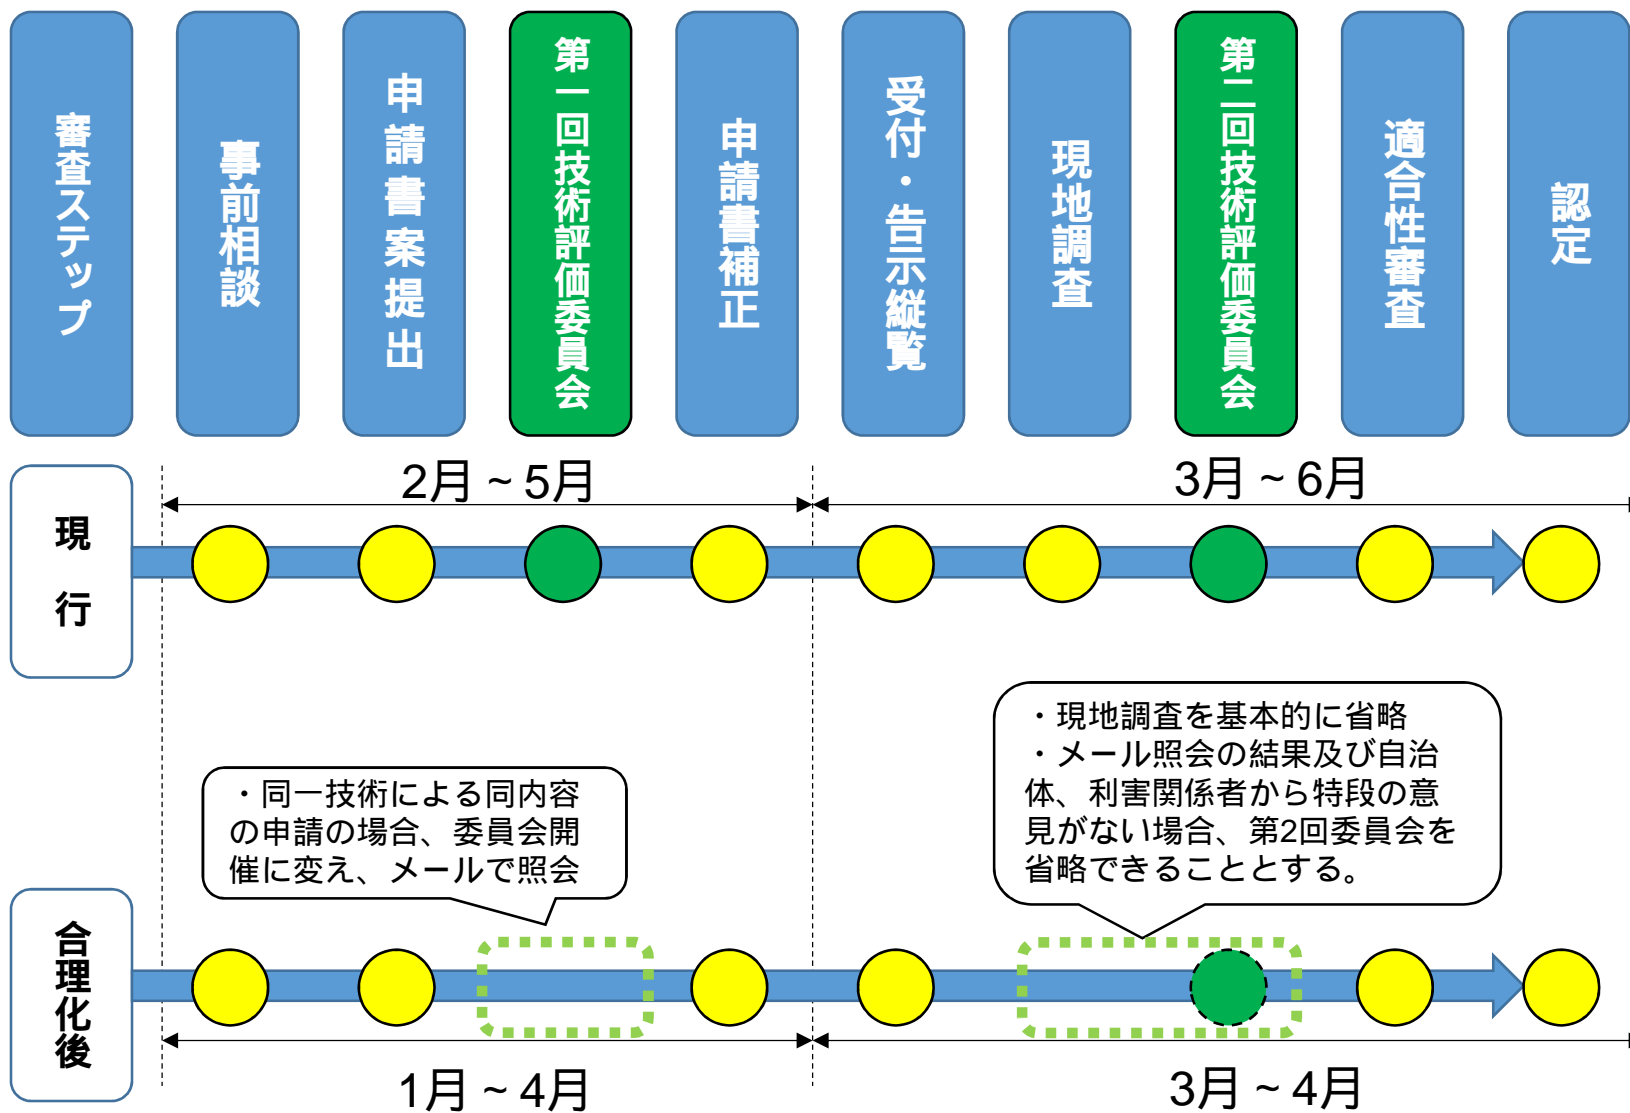 審査ステップ
事前相談
申請書案提出
第一回技術評価委員会
申請書補正
受付・告示縦覧
現地調査
第二回技術評価委員会
適合性審査
認定
現行
2月～5月
3月～6月
・同一技術による同内容
の申請の場合、委員会開
催に変え、メールで照会
・現地調査を基本的に省略
・メール照会の結果及び自治
体、利害関係者から特段の意
見がない場合、第2回委員会を
省略できることとする。
合理化後
1月～4月
3月～4月